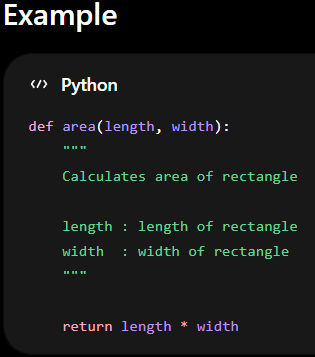 Example
Python
def area(length, width):
    """
    Calculates area of rectangle

    length : length of rectangle
    width  : width of rectangle
    """

    return length * width